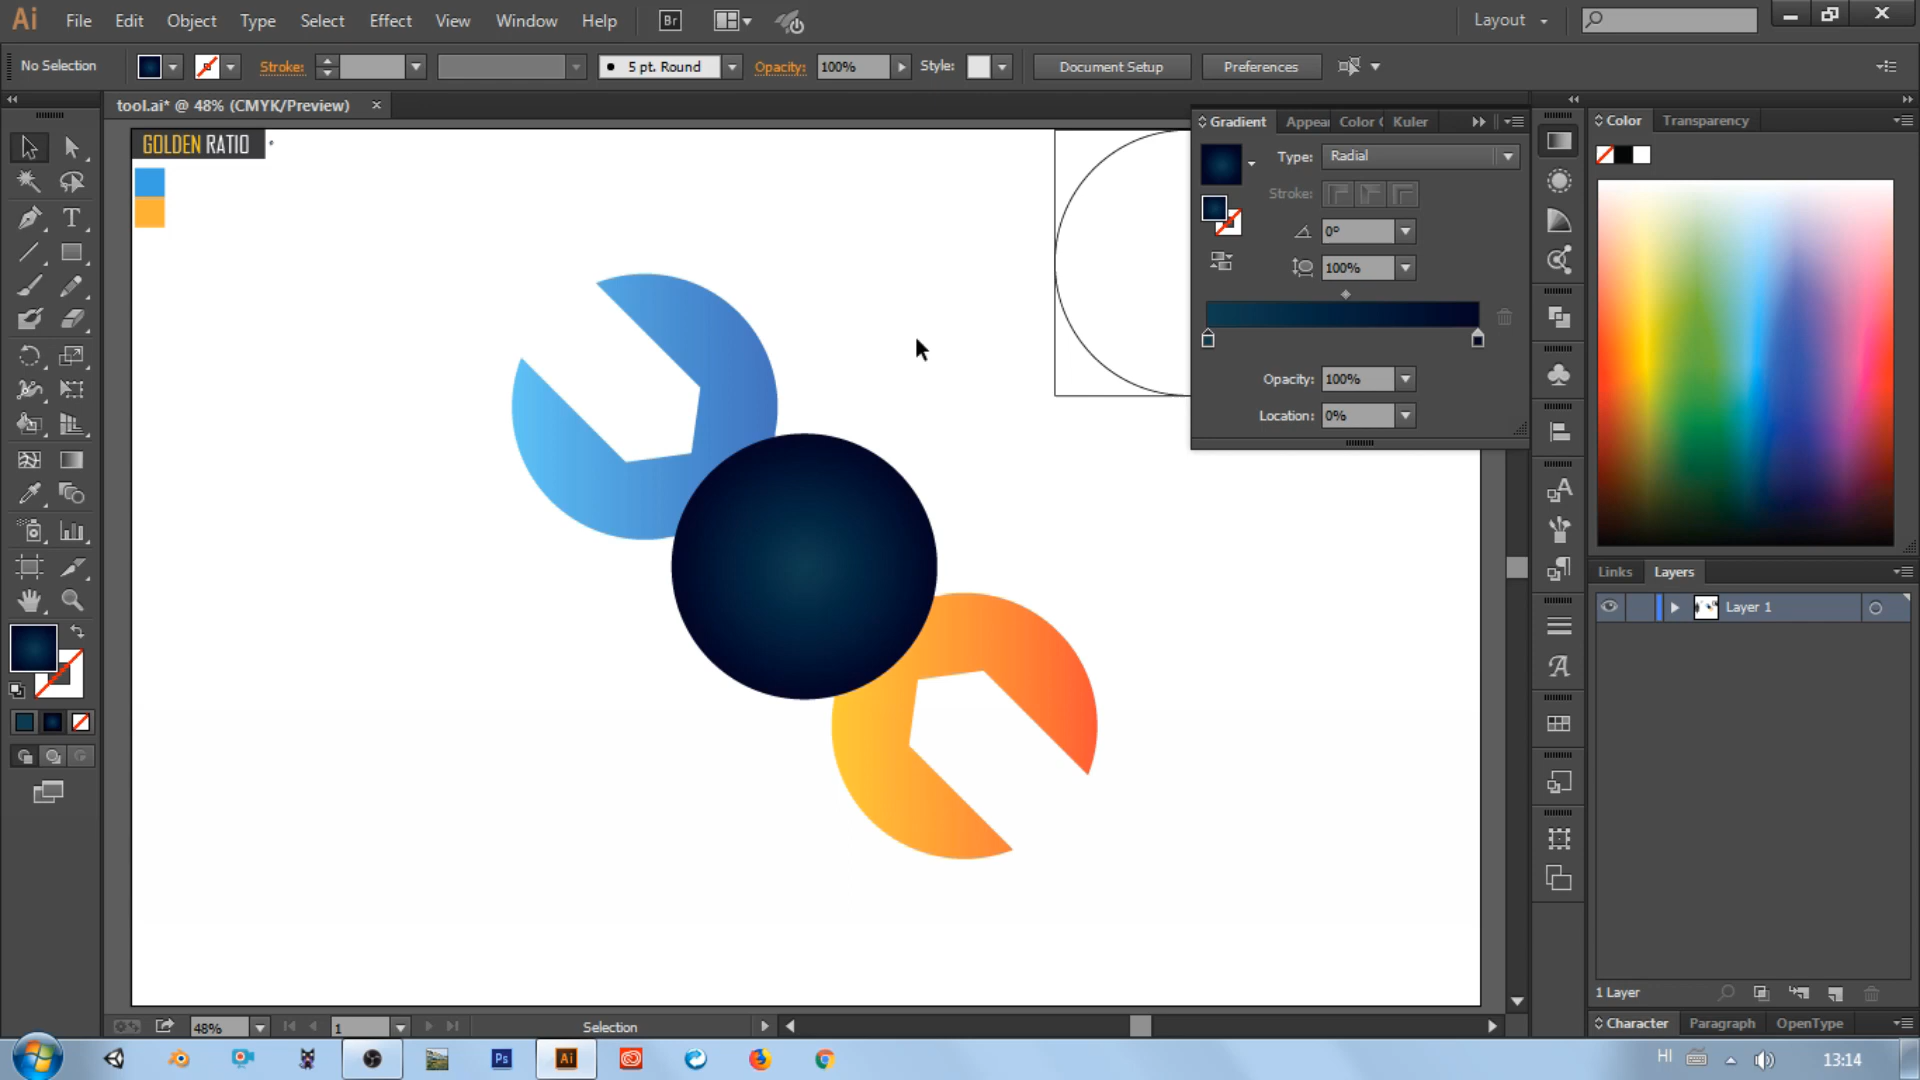 Ai File Edit Object Type Select Effect View Window Help Br Layout
No Selection Stroke: 5 pt. Round Opacity: 100% Style: Document Setup Preferences
tool.ai* @ 48% (CMYK/Preview)
GOLDEN RATIO
Gradient Appear Color Kuler
Type: Radial
Stroke:
0°
100%
Opacity: 100%
Location: 0%
Color Transparency
Links Layers
Layer 1
1 Layer
Character Paragraph OpenType
48% 1 Selection
Ps Ai HI 13:14